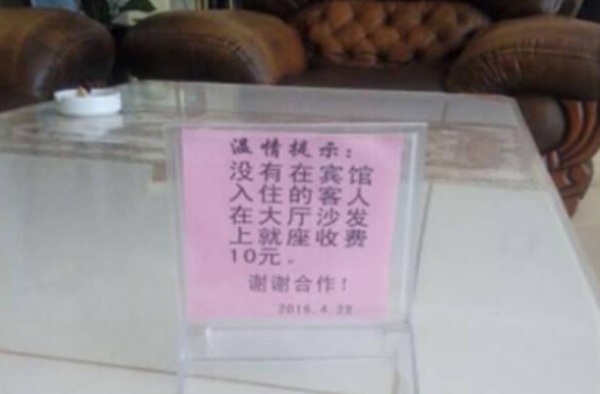 温情提示：
没有在宾馆
入住的客人
在大厅沙发
上就座收费
10元。
谢谢合作！